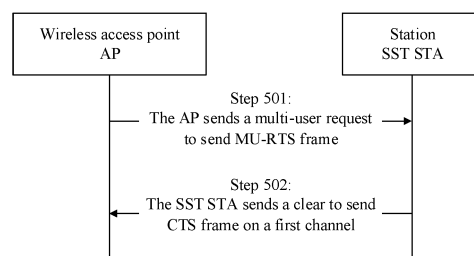 Wireless access point
AP
Station
SST STA
Step 501:
The AP sends a multi-user request
to send MU-RTS frame
Step 502:
The SST STA sends a clear to send
CTS frame on a first channel